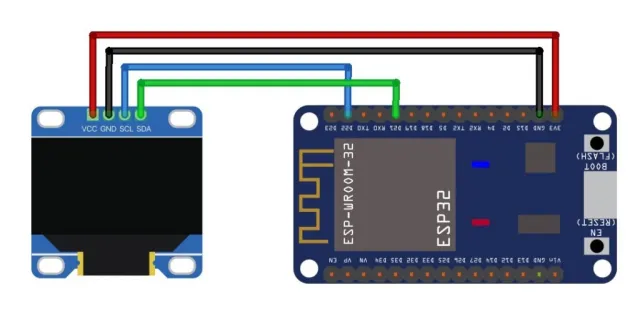 VCC GND SCL SDA
D23 D22 TX0 RX0 D21 D19 D18 D5 TX2 RX2 D4 D2 D15 GND 3V3
ESP-WROOM-32
ESP32
BOOT
(FLASH)
EN
(RESET)
EN VP VN D34 D35 D32 D33 D25 D26 D27 D14 D12 D13 GND Vin